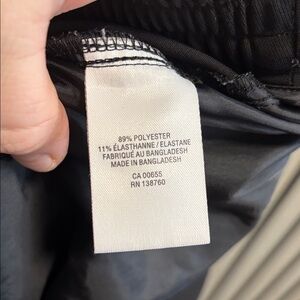 89% POLYESTER
11% ÉLASTHANNE / ELASTANE
FABRIQUÉ AU BANGLADESH
MADE IN BANGLADESH
CA 00655
RN 138760